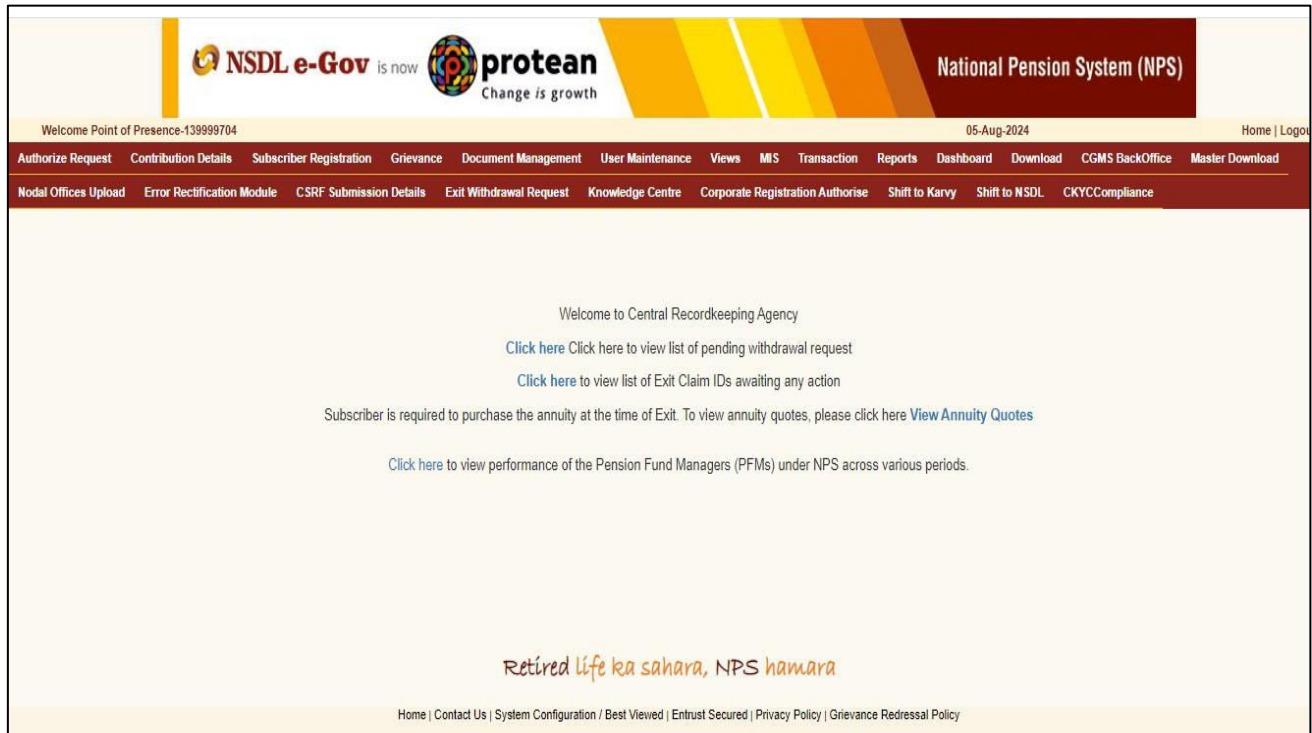 NSDL e-Gov is now protean
Change is growth
National Pension System (NPS)
Welcome Point of Presence-139999704 05-Aug-2024 Home | Logou
Authorize Request Contribution Details Subscriber Registration Grievance Document Management User Maintenance Views MIS Transaction Reports Dashboard Download CGMS BackOffice Master Download
Nodal Offices Upload Error Rectification Module CSRF Submission Details Exit Withdrawal Request Knowledge Centre Corporate Registration Authorise Shift to Karvy Shift to NSDL CKYCCompliance
Welcome to Central Recordkeeping Agency
Click here Click here to view list of pending withdrawal request
Click here to view list of Exit Claim IDs awaiting any action
Subscriber is required to purchase the annuity at the time of Exit. To view annuity quotes, please click here View Annuity Quotes
Click here to view performance of the Pension Fund Managers (PFMs) under NPS across various periods.
Retired life ka sahara, NPS hamara
Home | Contact Us | System Configuration / Best Viewed | Entrust Secured | Privacy Policy | Grievance Redressal Policy